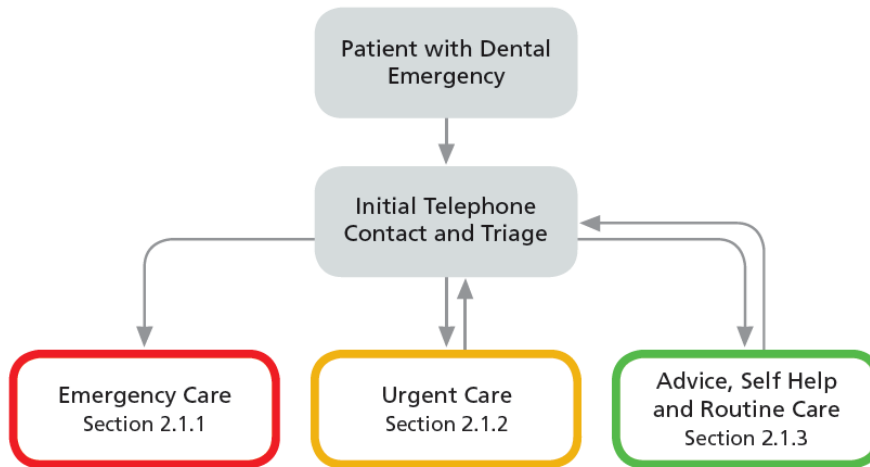 Patient with Dental
Emergency
Initial Telephone
Contact and Triage
Emergency Care
Section 2.1.1
Urgent Care
Section 2.1.2
Advice, Self Help
and Routine Care
Section 2.1.3